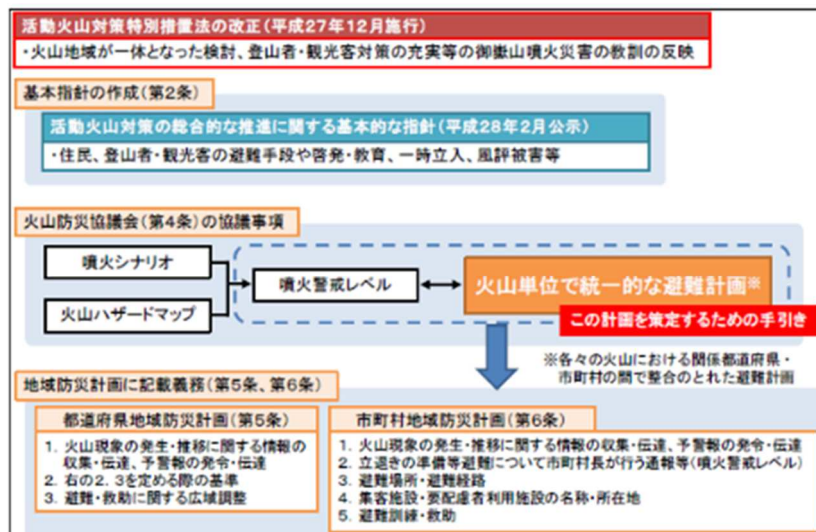 活動火山対策特別措置法の改正(平成27年12月施行)
・火山地域が一体となった検討、登山者・観光客対策の充実等の御嶽山噴火災害の教訓の反映
基本指針の作成(第2条)
活動火山対策の総合的な推進に関する基本的な指針(平成28年2月公示)
・住民、登山者・観光客の避難手段や啓発・教育、一時立入、風評被害等
火山防災協議会(第4条)の協議事項
噴火シナリオ
火山ハザードマップ
噴火警戒レベル
火山単位で統一的な避難計画※
この計画を策定するための手引き
※各々の火山における関係都道府県・
市町村の間で整合のとれた避難計画
地域防災計画に記載義務(第5条、第6条)
都道府県地域防災計画(第5条)
1. 火山現象の発生・推移に関する情報の
収集・伝達、予警報の発令・伝達
2. 右の2. 3を定める際の基準
3. 避難・救助に関する広域調整
市町村地域防災計画(第6条)
1. 火山現象の発生・推移に関する情報の収集・伝達、予警報の発令・伝達
2. 立退きの準備等避難について市町村長が行う通報等(噴火警戒レベル)
3. 避難場所・避難経路
4. 集客施設・要配慮者利用施設の名称・所在地
5. 避難訓練・救助